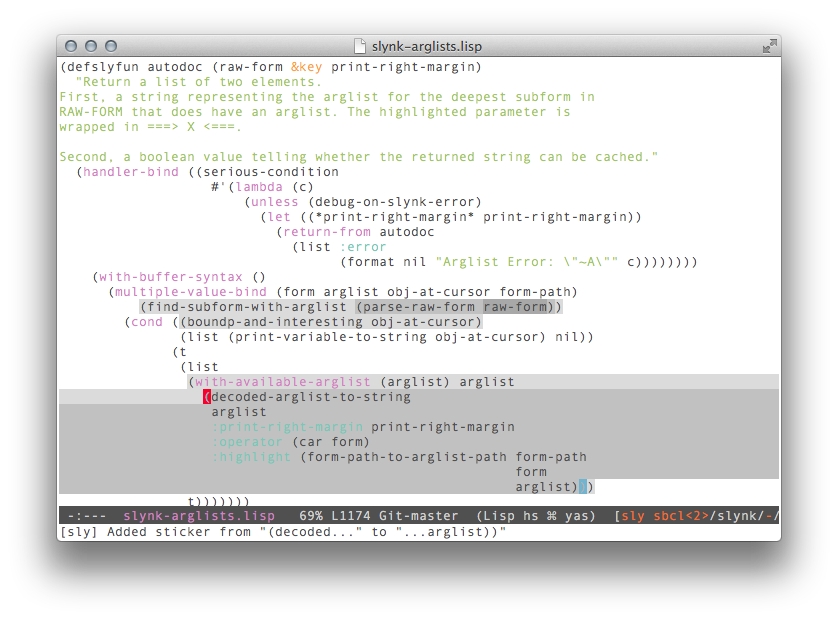 slynk-arglists.lisp
(defslyfun autodoc (raw-form &key print-right-margin)
  "Return a list of two elements.
First, a string representing the arglist for the deepest subform in
RAW-FORM that does have an arglist. The highlighted parameter is
wrapped in ===> X <===.

Second, a boolean value telling whether the returned string can be cached."
  (handler-bind ((serious-condition
                   #'(lambda (c)
                       (unless (debug-on-slynk-error)
                         (let ((*print-right-margin* print-right-margin))
                           (return-from autodoc
                             (list :error
                                   (format nil "Arglist Error: \"~A\"" c))))))))
    (with-buffer-syntax ()
      (multiple-value-bind (form arglist obj-at-cursor form-path)
          (find-subform-with-arglist (parse-raw-form raw-form))
        (cond ((boundp-and-interesting obj-at-cursor)
               (list (print-variable-to-string obj-at-cursor) nil))
              (t
               (list
                (with-available-arglist (arglist) arglist
                  (decoded-arglist-to-string
                   arglist
                   :print-right-margin print-right-margin
                   :operator (car form)
                   :highlight (form-path-to-arglist-path form-path
                                                         form
                                                         arglist)))
                t)))))))
-:---  slynk-arglists.lisp   69% L1174 Git-master  (Lisp hs ⌘ yas)  [sly sbcl<2>/slynk/-/
[sly] Added sticker from "(decoded..." to "...arglist))"